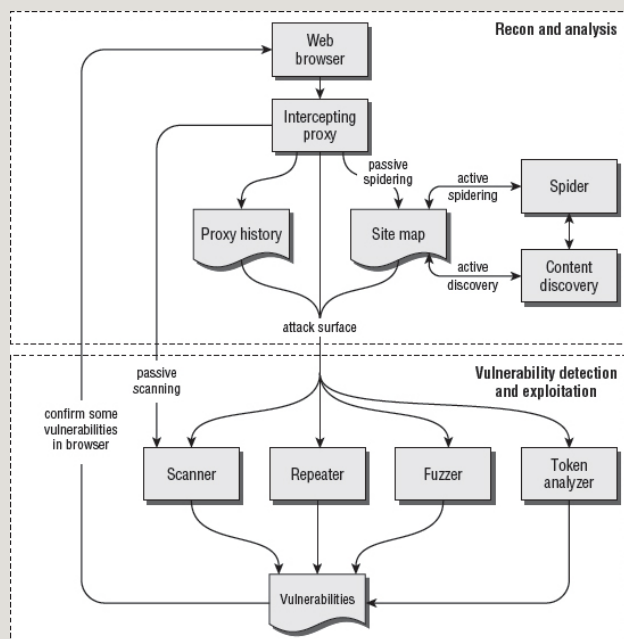 Recon and analysis
Web
browser
Intercepting
proxy
passive
spidering
active
spidering
Spider
Proxy history
Site map
active
discovery
Content
discovery
attack surface
Vulnerability detection
and exploitation
passive
scanning
confirm some
vulnerabilities
in browser
Scanner
Repeater
Fuzzer
Token
analyzer
Vulnerabilities